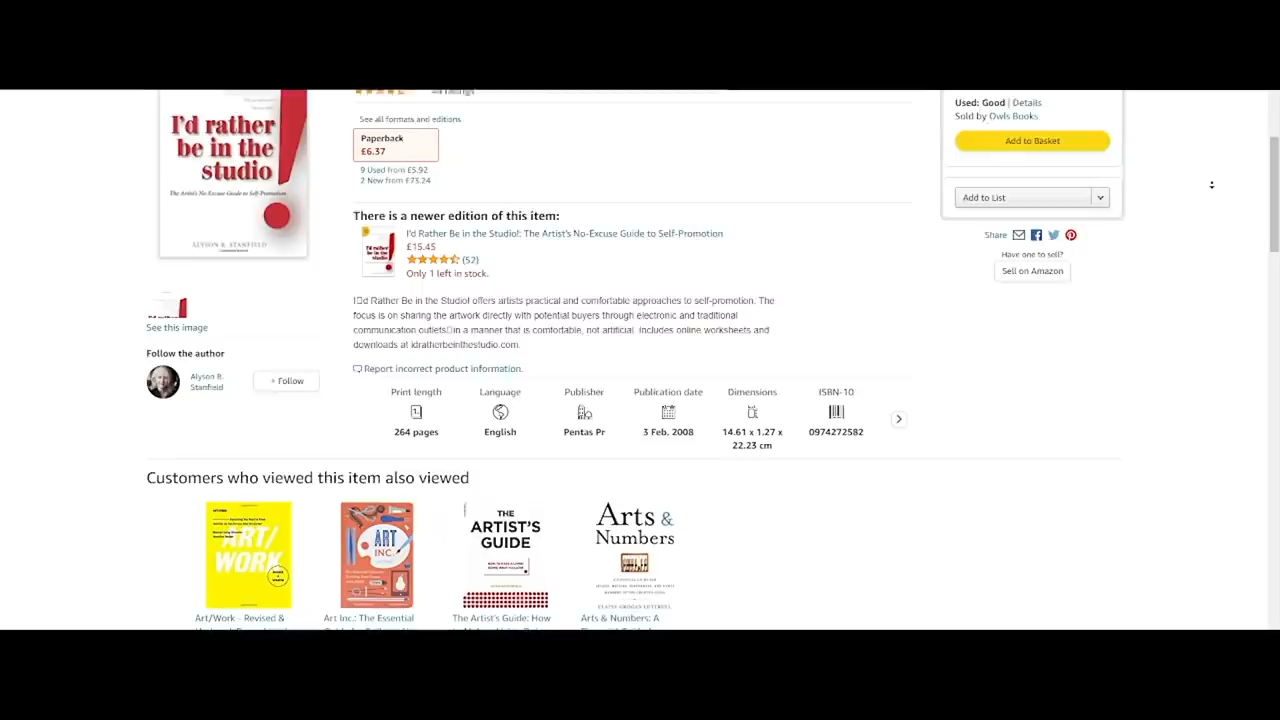 I'd rather
be in the
studio
The Artist's No-Excuse Guide to Self-Promotion
ALYSON B. STANFIELD
See this image
Follow the author
Alyson B.
Stanfield
+ Follow
See all formats and editions
Paperback
£6.37
9 Used from £5.92
2 New from £73.24
There is a newer edition of this item:
I'd Rather Be in the Studio!: The Artist's No-Excuse Guide to Self-Promotion
£15.45
(52)
Only 1 left in stock.
I□d Rather Be in the Studio! offers artists practical and comfortable approaches to self-promotion. The
focus is on sharing the artwork directly with potential buyers through electronic and traditional
communication outlets□in a manner that is comfortable, not artificial. Includes online worksheets and
downloads at idratherbeinthestudio.com.
Report incorrect product information.
Print length
264 pages
Language
English
Publisher
Pentas Pr
Publication date
3 Feb. 2008
Dimensions
14.61 x 1.27 x
22.23 cm
ISBN-10
0974272582
Used: Good | Details
Sold by Owls Books
Add to Basket
Add to List
Share
Have one to sell?
Sell on Amazon
Customers who viewed this item also viewed
ART/
WORK
ART
INC.
THE
ARTIST'S
GUIDE
Arts &
Numbers
Art/Work - Revised &
Art Inc.: The Essential
The Artist's Guide: How
Arts & Numbers: A